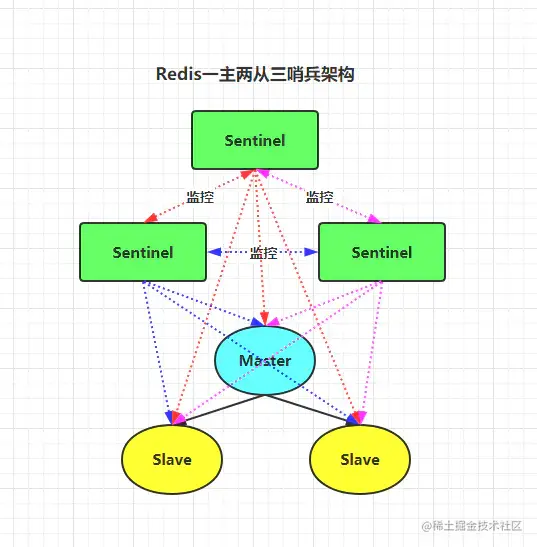 Redis一主两从三哨兵架构
Sentinel
监控
监控
Sentinel
监控
Sentinel
Master
Slave
Slave
@稀土掘金技术社区